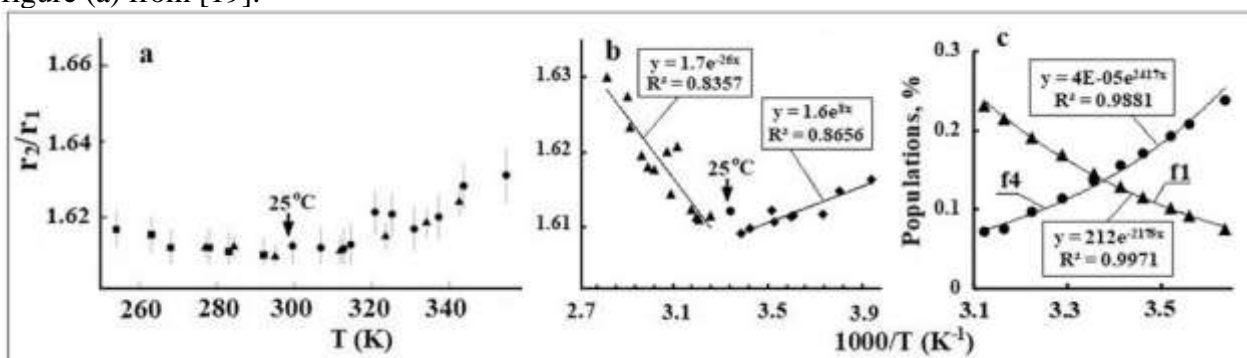 figure (a) from [19].
a
r₂/r₁
1.66
1.64
1.62
25°C
260 280 300 320 340
T (K)
b
1.63
1.62
1.61
y = 1.7e⁻²⁶ˣ
R² = 0.8357
y = 1.6e⁸ˣ
R² = 0.8656
25°C
2.7 3.1 3.5 3.9
1000/T (K⁻¹)
c
Populations, %
0.3
0.2
0.1
0
y = 4E-05e²⁴¹⁷ˣ
R² = 0.9881
f4
f1
y = 212e⁻²¹⁷⁸ˣ
R² = 0.9971
3.1 3.3 3.5